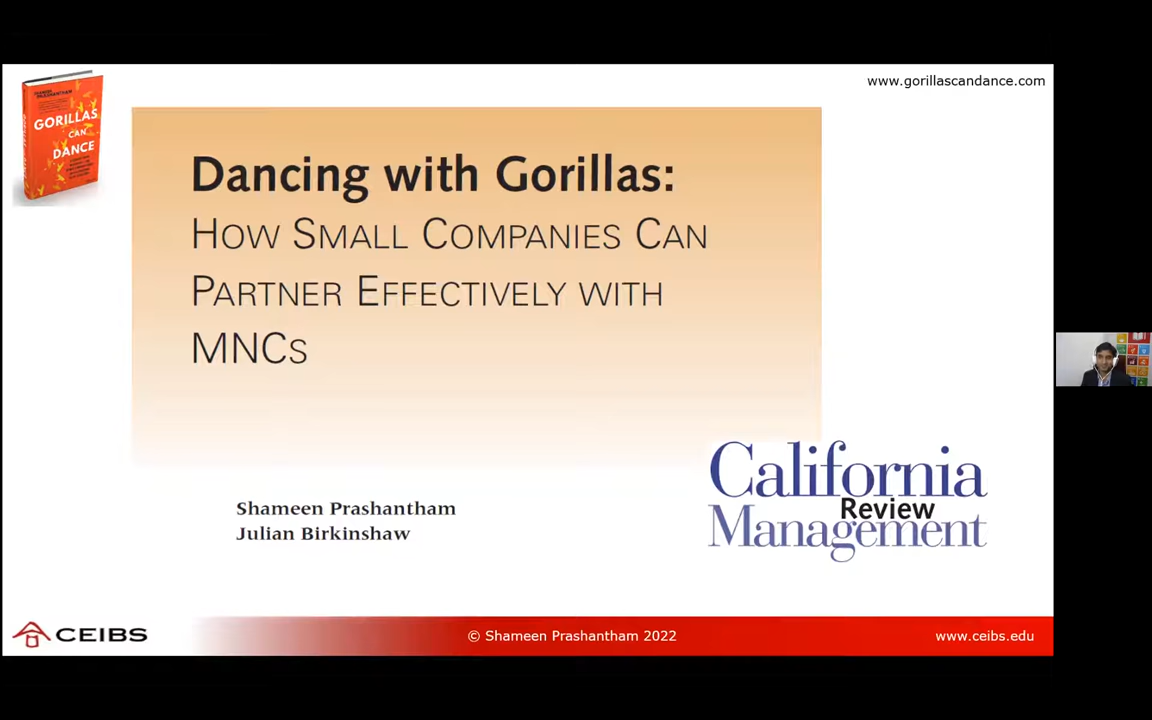 www.gorillascandance.com
GORILLAS
CAN
DANCE
Dancing with Gorillas:
HOW SMALL COMPANIES CAN
PARTNER EFFECTIVELY WITH
MNCS
Shameen Prashantham
Julian Birkinshaw
California
Review
Management
CEIBS
© Shameen Prashantham 2022
www.ceibs.edu